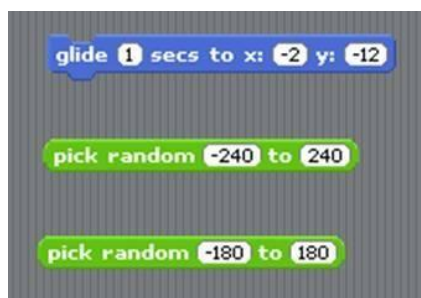 glide 1 secs to x: -2 y: -12
pick random -240 to 240
pick random -180 to 180